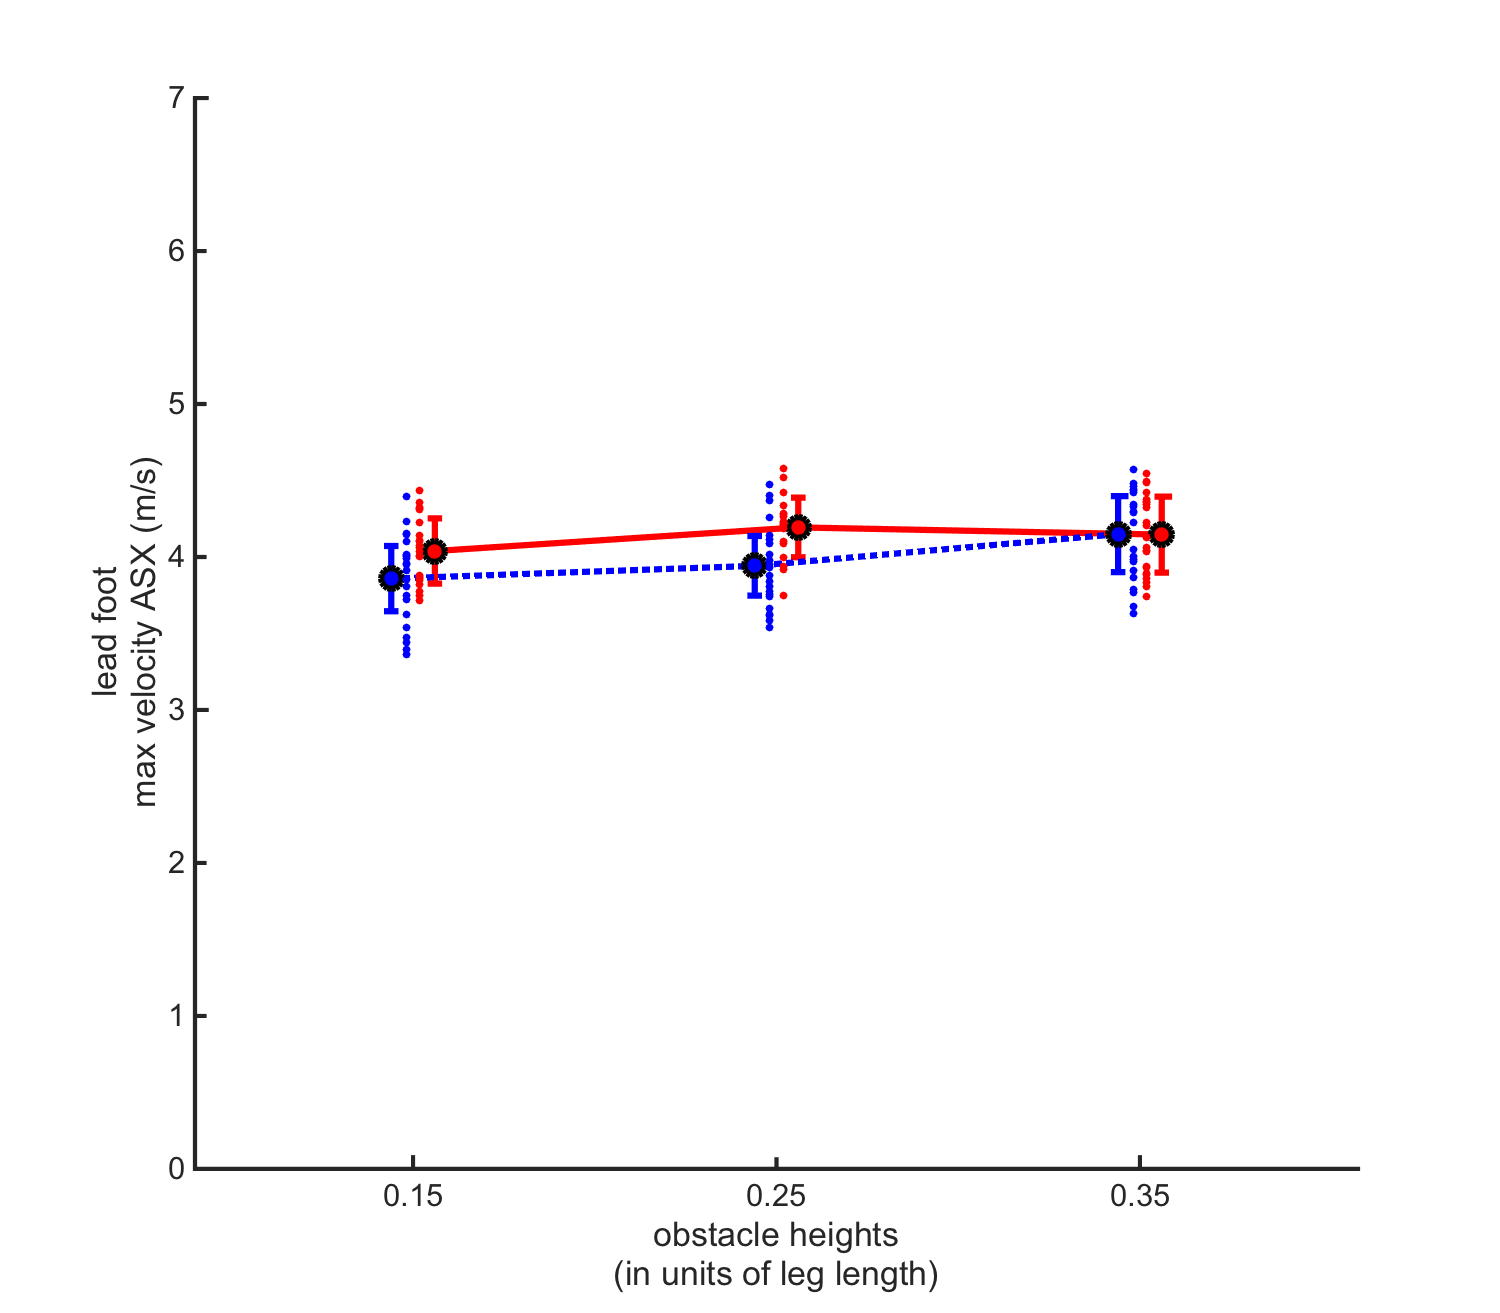 7
6
5
4
3
2
1
0
lead foot
max velocity ASX (m/s)
0.15 0.25 0.35
obstacle heights
(in units of leg length)